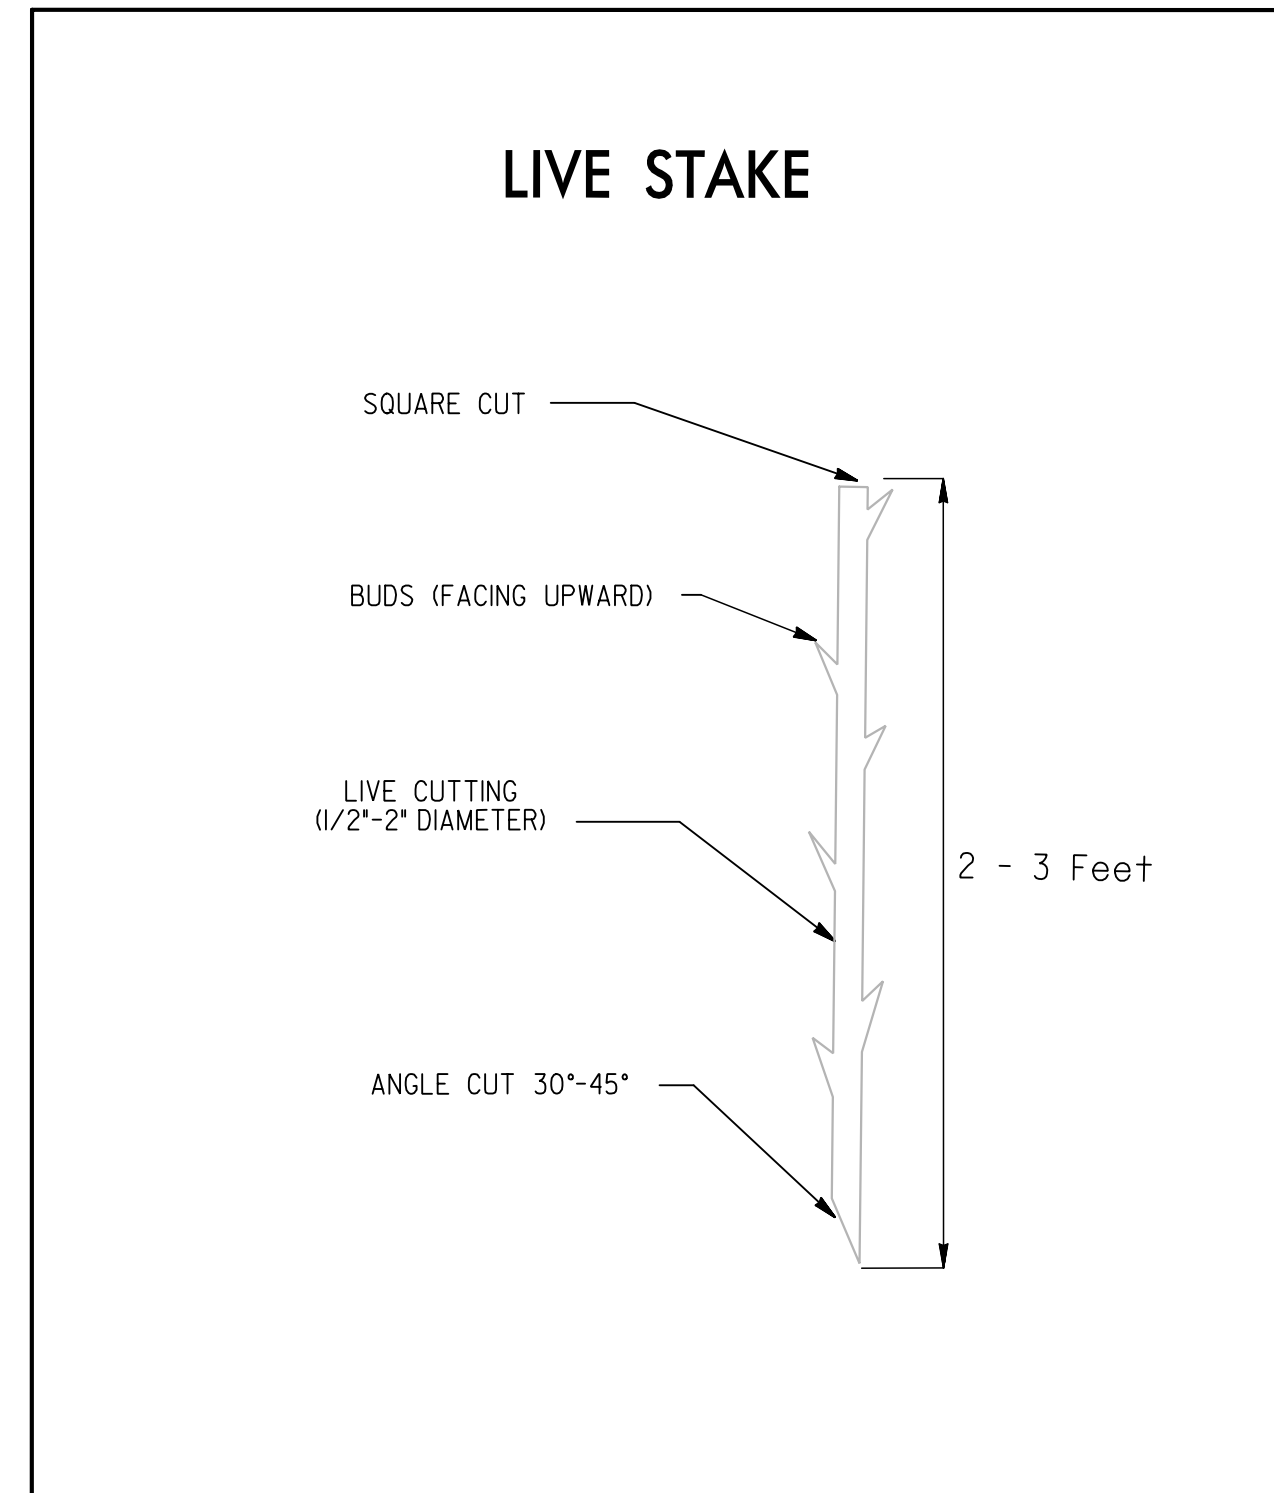 LIVE STAKE
SQUARE CUT
BUDS (FACING UPWARD)
LIVE CUTTING
(1/2"-2" DIAMETER)
2 - 3 Feet
ANGLE CUT 30°-45°